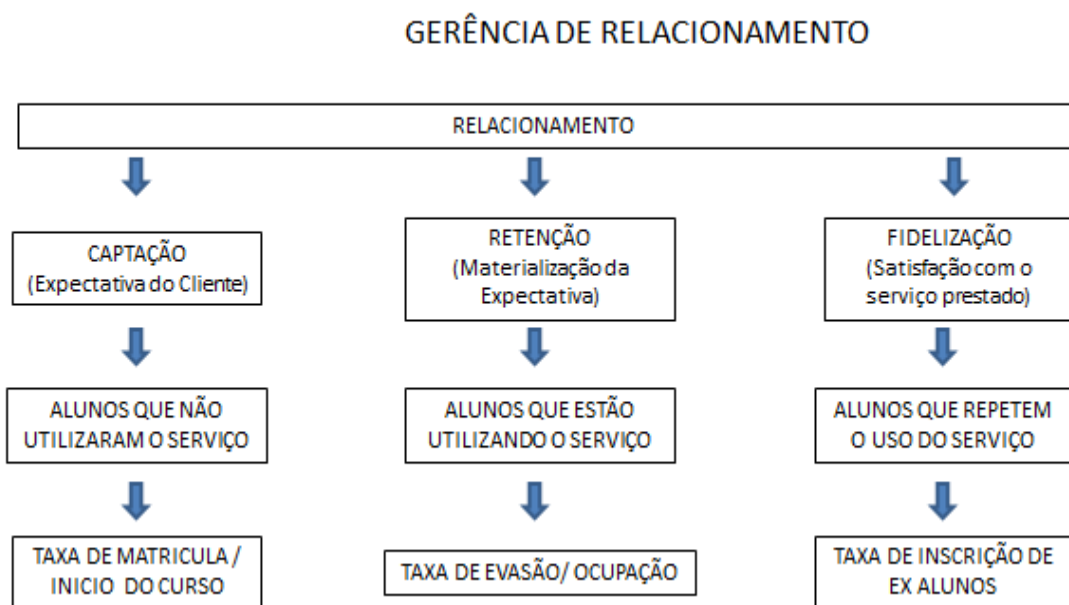 GERÊNCIA DE RELACIONAMENTO
RELACIONAMENTO
CAPTAÇÃO
(Expectativa do Cliente)
RETENÇÃO
(Materialização da
Expectativa)
FIDELIZAÇÃO
(Satisfação com o
serviço prestado)
ALUNOS QUE NÃO
UTILIZARAM O SERVIÇO
ALUNOS QUE ESTÃO
UTILIZANDO O SERVIÇO
ALUNOS QUE REPETEM
O USO DO SERVIÇO
TAXA DE MATRICULA /
INICIO DO CURSO
TAXA DE EVASÃO/ OCUPAÇÃO
TAXA DE INSCRIÇÃO DE
EX ALUNOS